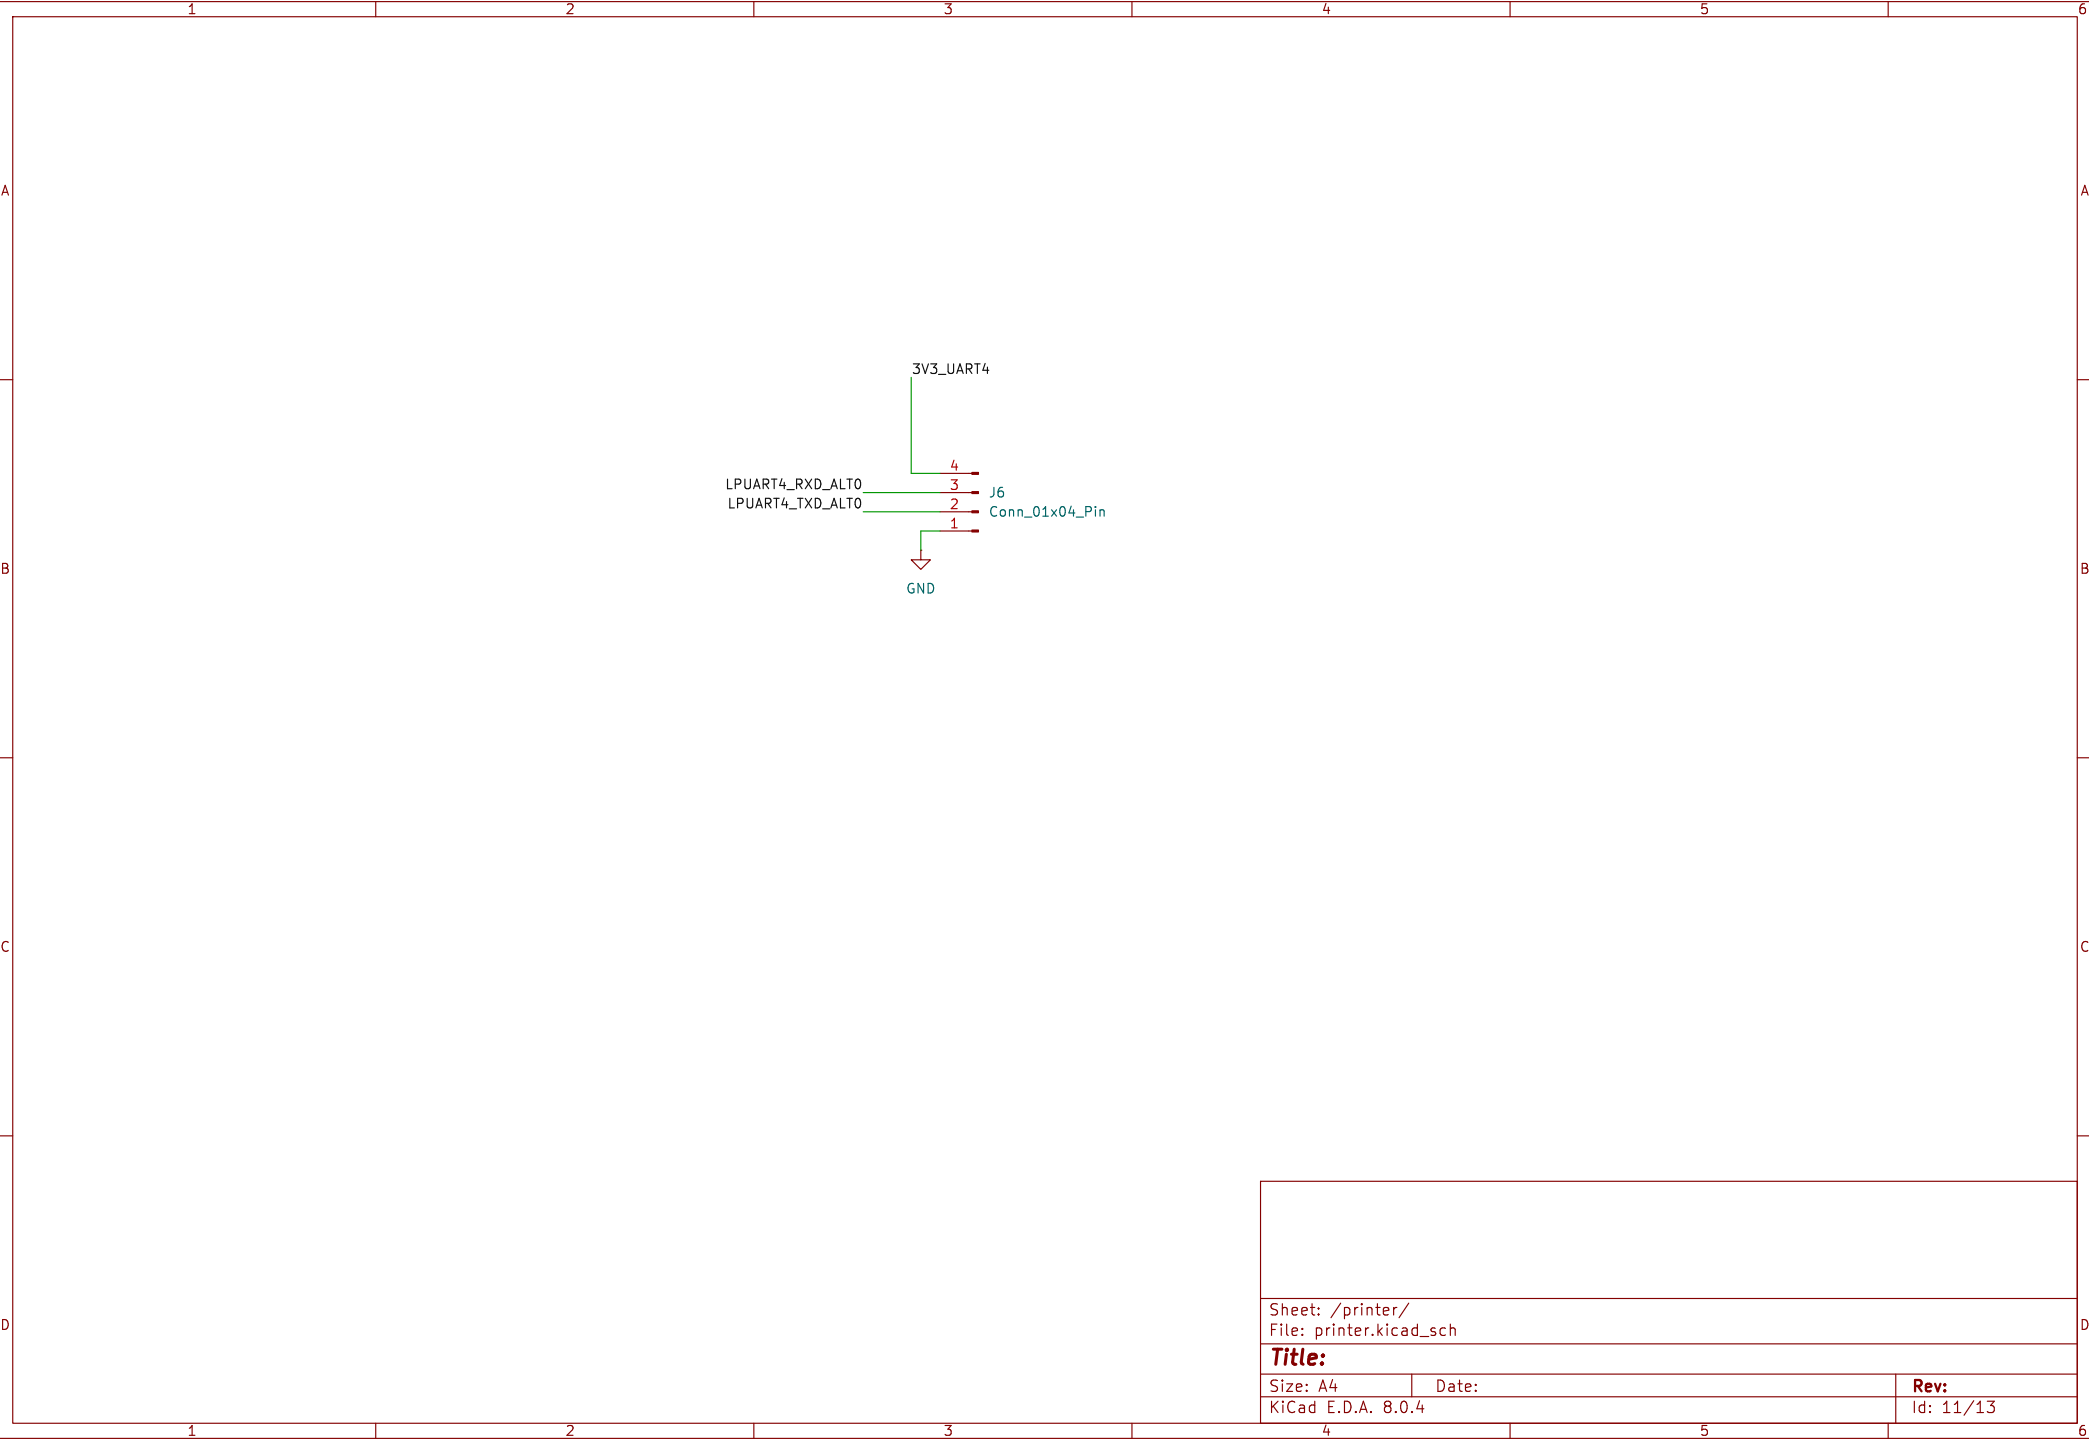 1 2 3 4 5 6
A A
3V3_UART4
4
LPUART4_RXD_ALT0 3 J6
LPUART4_TXD_ALT0 2 Conn_01x04_Pin
1
B B
GND
C C
Sheet: /printer/
D D
File: printer.kicad_sch
Title:
Size: A4 Date: Rev:
KiCad E.D.A. 8.0.4 Id: 11/13
1 2 3 4 5 6